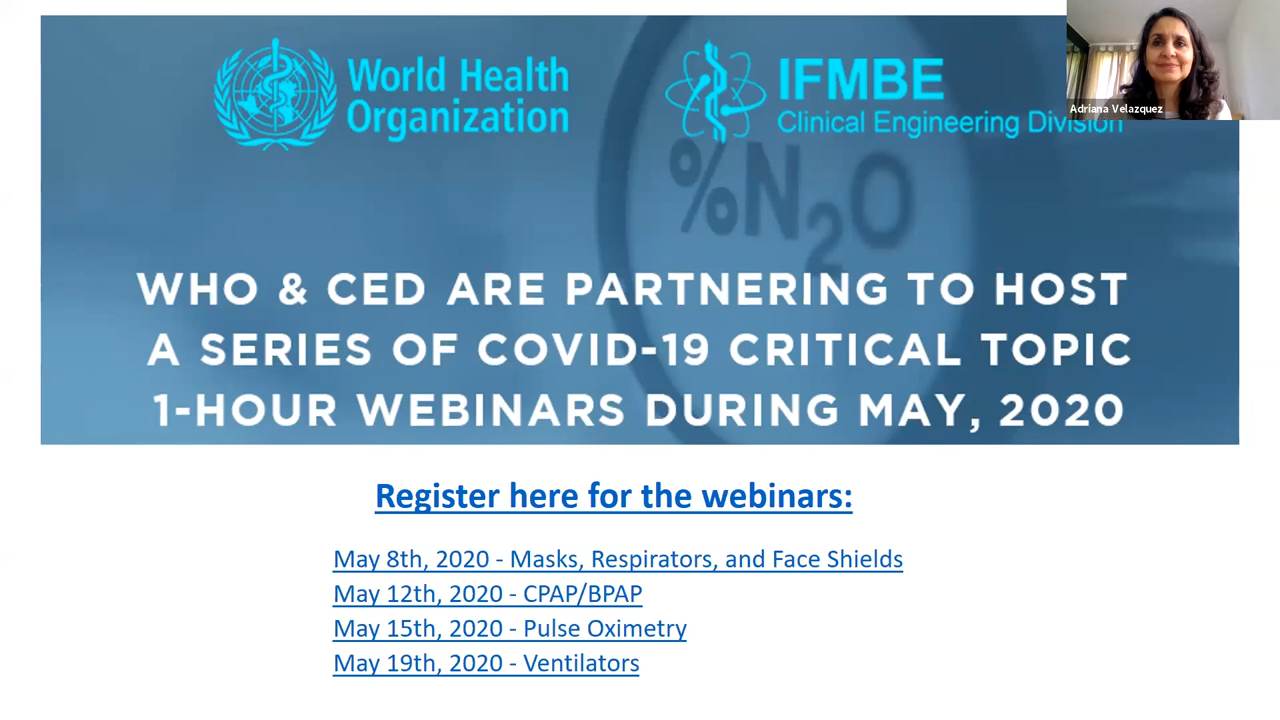 World Health
Organization
IFMBE
Clinical Engineering Division
Adriana Velazquez
%N2O
WHO & CED ARE PARTNERING TO HOST
A SERIES OF COVID-19 CRITICAL TOPIC
1-HOUR WEBINARS DURING MAY, 2020
Register here for the webinars:
May 8th, 2020 - Masks, Respirators, and Face Shields
May 12th, 2020 - CPAP/BPAP
May 15th, 2020 - Pulse Oximetry
May 19th, 2020 - Ventilators